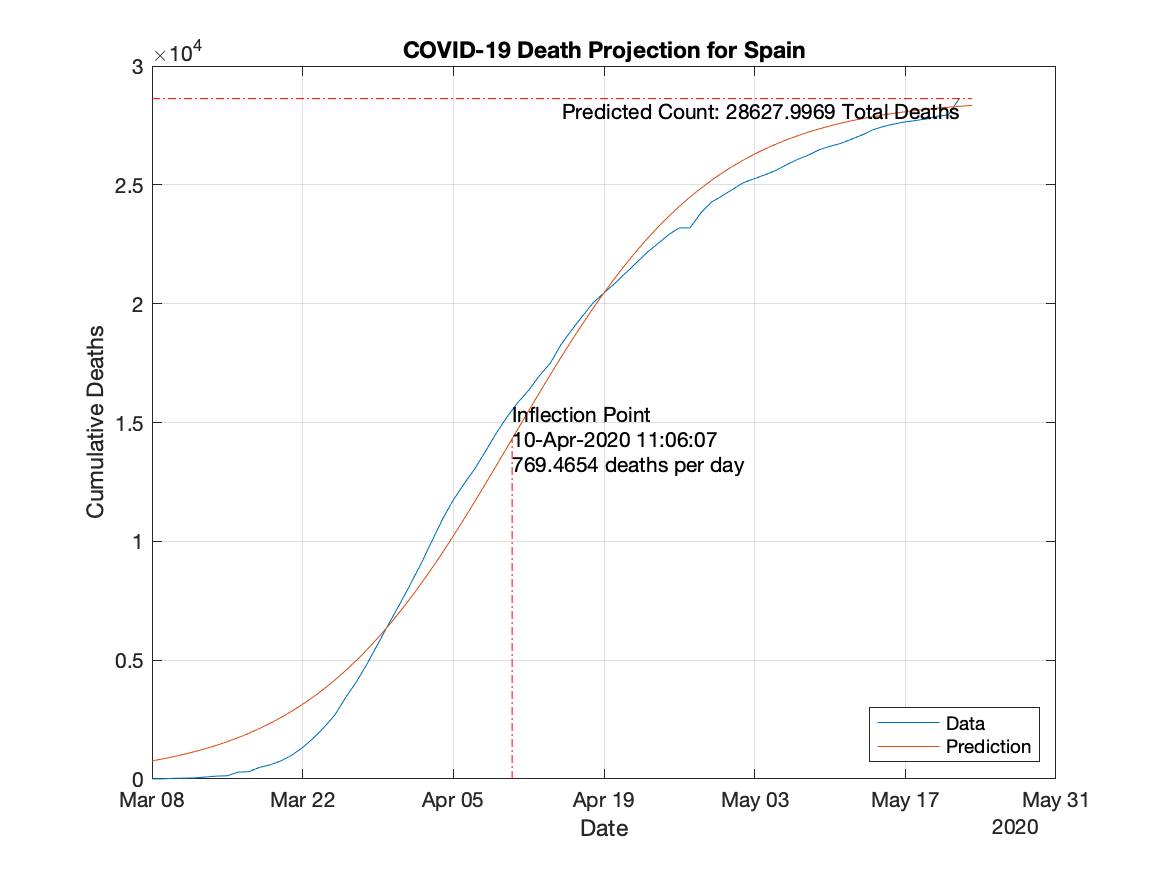 COVID-19 Death Projection for Spain
×10⁴
3
Predicted Count: 28627.9969 Total Deaths
2.5
2
1.5
Inflection Point
10-Apr-2020 11:06:07
769.4654 deaths per day
1
0.5
0
Cumulative Deaths
Data
Prediction
Mar 08 Mar 22 Apr 05 Apr 19 May 03 May 17 May 31
Date
2020